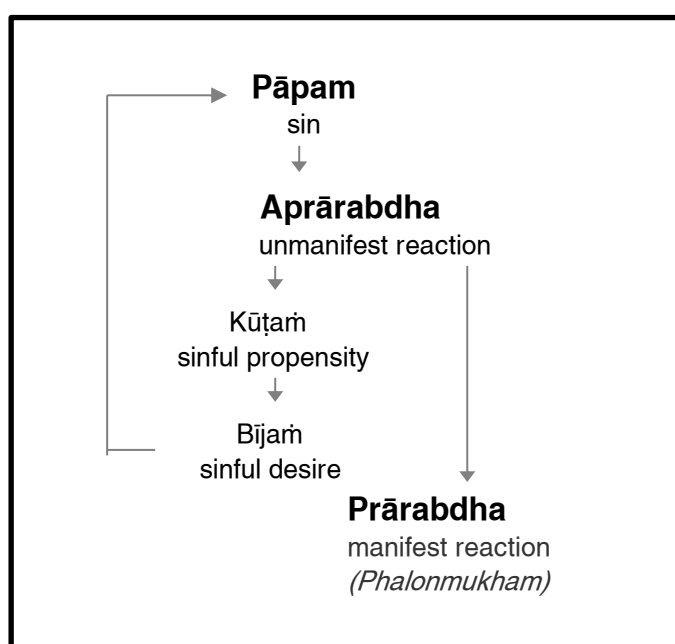 Pāpam
sin
Aprārabdha
unmanifest reaction
Kūṭaṁ
sinful propensity
Bījaṁ
sinful desire
Prārabdha
manifest reaction
(Phalonmukham)